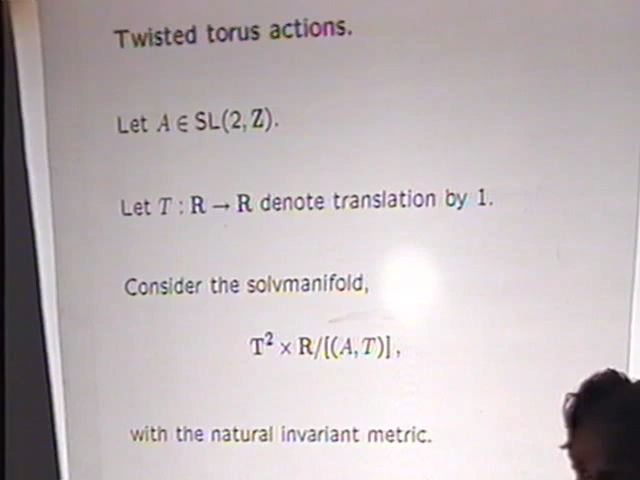 Twisted torus actions.
Let A ∈ SL(2, Z).
Let T : R → R denote translation by 1.
Consider the solvmanifold,
T² × R/[(A, T)],
with the natural invariant metric.